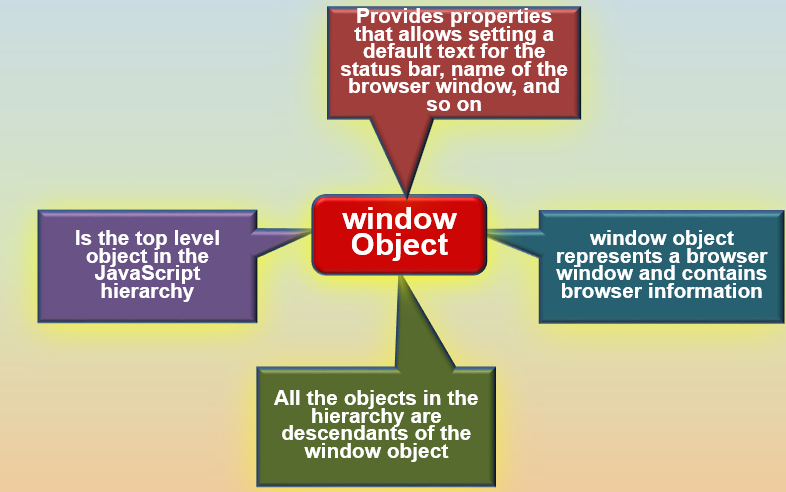 Provides properties
that allows setting a
default text for the
status bar, name of the
browser window, and
so on
window
Object
Is the top level
object in the
JavaScript
hierarchy
window object
represents a browser
window and contains
browser information
All the objects in the
hierarchy are
descendants of the
window object